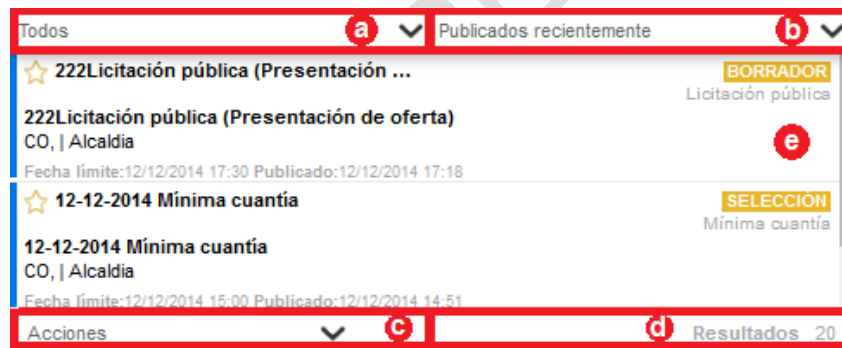 Todos a Publicados recientemente b
222Licitación pública (Presentación ... BORRADOR
Licitación pública
222Licitación pública (Presentación de oferta)
CO, | Alcaldia e
Fecha límite:12/12/2014 17:30 Publicado:12/12/2014 17:18
12-12-2014 Mínima cuantía SELECCIÓN
Mínima cuantía
12-12-2014 Mínima cuantía
CO, | Alcaldia
Fecha límite:12/12/2014 15:00 Publicado:12/12/2014 14:51
Acciones c d Resultados 20